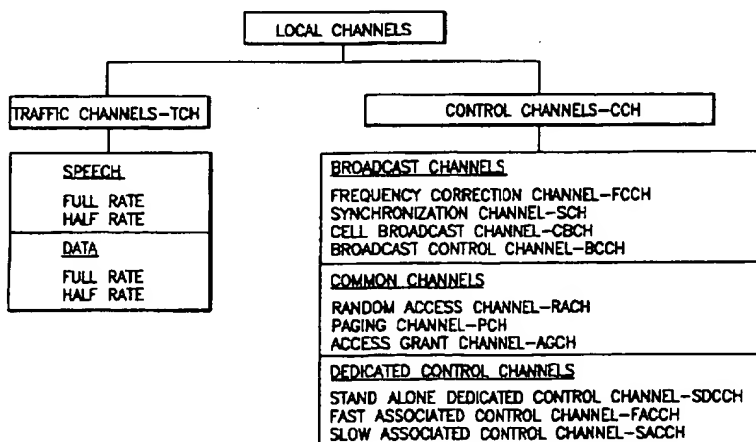 LOCAL CHANNELS
TRAFFIC CHANNELS-TCH
CONTROL CHANNELS-CCH
SPEECH
FULL RATE
HALF RATE
DATA
FULL RATE
HALF RATE
BROADCAST CHANNELS
FREQUENCY CORRECTION CHANNEL-FCCH
SYNCHRONIZATION CHANNEL-SCH
CELL BROADCAST CHANNEL-CBCH
BROADCAST CONTROL CHANNEL-BCCH
COMMON CHANNELS
RANDOM ACCESS CHANNEL-RACH
PAGING CHANNEL-PCH
ACCESS GRANT CHANNEL-AGCH
DEDICATED CONTROL CHANNELS
STAND ALONE DEDICATED CONTROL CHANNEL-SDCCH
FAST ASSOCIATED CONTROL CHANNEL-FACCH
SLOW ASSOCIATED CONTROL CHANNEL-SACCH